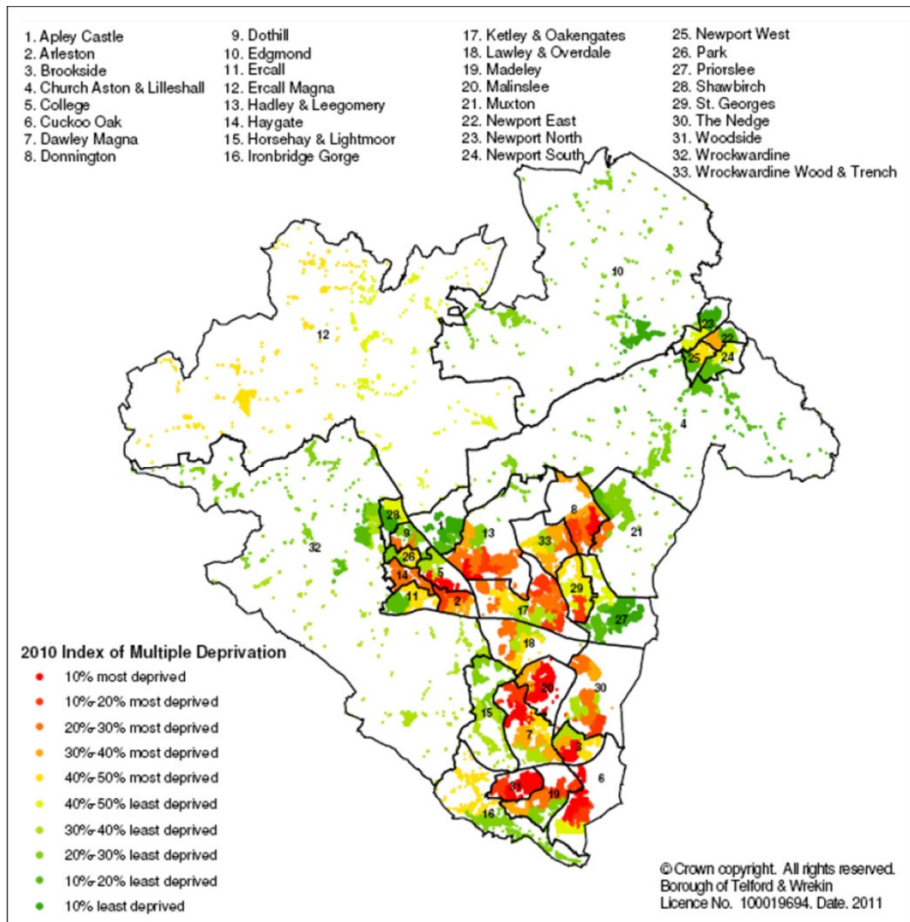 1. Apley Castle
2. Arleston
3. Brookside
4. Church Aston & Lilleshall
5. College
6. Cuckoo Oak
7. Dawley Magna
8. Donnington
9. Dothill
10. Edgmond
11. Ercall
12. Ercall Magna
13. Hadley & Leegomery
14. Haygate
15. Horsehay & Lightmoor
16. Ironbridge Gorge
17. Ketley & Oakengates
18. Lawley & Overdale
19. Madeley
20. Malinslee
21. Muxton
22. Newport East
23. Newport North
24. Newport South
25. Newport West
26. Park
27. Priorslee
28. Shawbirch
29. St. Georges
30. The Nedge
31. Woodside
32. Wrockwardine
33. Wrockwardine Wood & Trench
10
12
23
22
25
24
4
28
1
9
13
8
33
21
32
26
5
14
11
2
29
17
27
18
20
30
15
7
3
6
31
19
16
2010 Index of Multiple Deprivation
10% most deprived
10%-20% most deprived
20%-30% most deprived
30%-40% most deprived
40%-50% most deprived
40%-50% least deprived
30%-40% least deprived
20%-30% least deprived
10%-20% least deprived
10% least deprived
© Crown copyright. All rights reserved.
Borough of Telford & Wrekin
Licence No. 100019694. Date. 2011